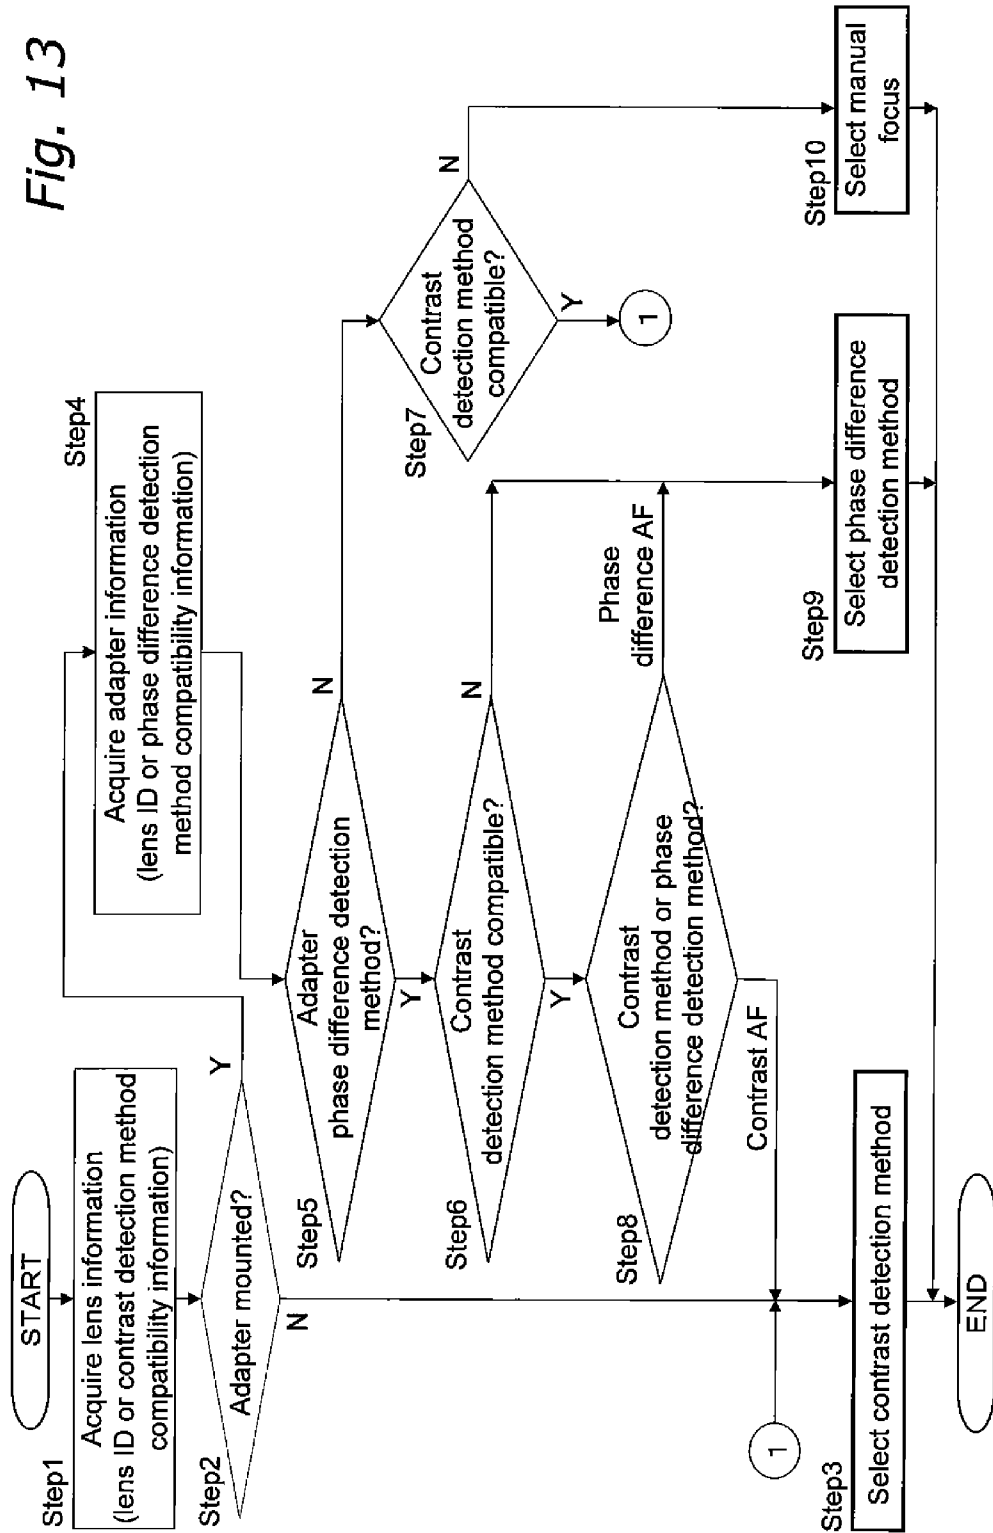 Fig. 13
START
Step1
Acquire lens information
(lens ID or contrast detection method
compatibility information)
Step2
Adapter mounted?
Y
N
Step4
Acquire adapter information
(lens ID or phase difference detection
method compatibility information)
Step5
Adapter
phase difference detection
method?
N
Y
Step6
Contrast
detection method compatible?
N
Y
Step7
Contrast
detection method
compatible?
N
Y
1
Step8
Contrast
detection method or phase
difference detection method?
Phase
difference AF
Contrast AF
1
Step3
Select contrast detection method
Step9
Select phase difference
detection method
Step10
Select manual
focus
END